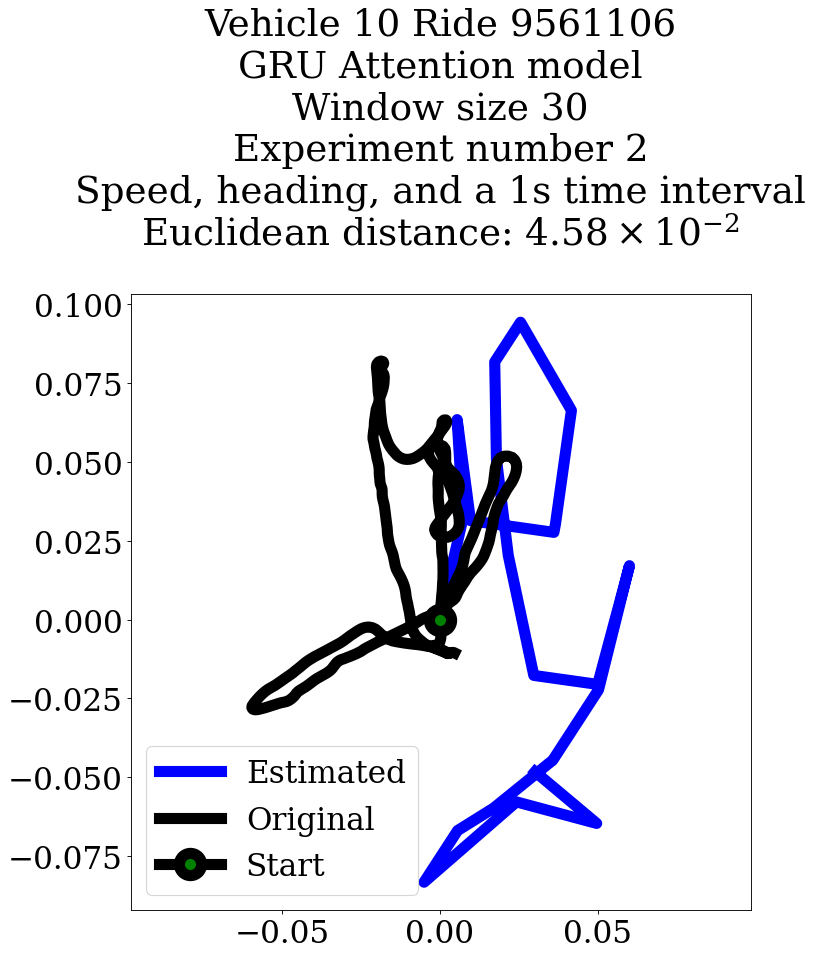 Vehicle 10 Ride 9561106
GRU Attention model
Window size 30
Experiment number 2
Speed, heading, and a 1s time interval
Euclidean distance: 4.58 × 10⁻²
0.100
0.075
0.050
0.025
0.000
−0.025
−0.050
−0.075
Estimated
Original
Start
−0.05
0.00
0.05